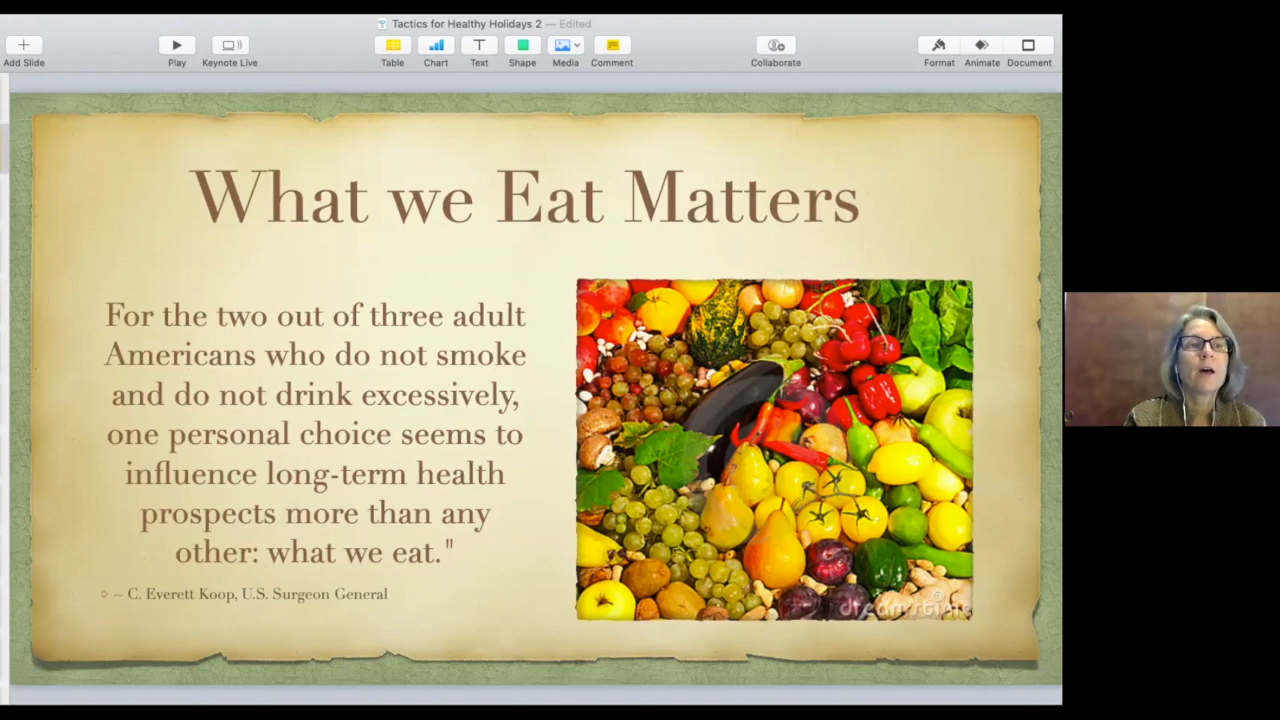 Tactics for Healthy Holidays 2 — Edited
Add Slide
Play
Keynote Live
Table
Chart
Text
Shape
Media
Comment
Collaborate
Format
Animate
Document
What we Eat Matters
For the two out of three adult
Americans who do not smoke
and do not drink excessively,
one personal choice seems to
influence long-term health
prospects more than any
other: what we eat."
~ C. Everett Koop, U.S. Surgeon General
dreamstime